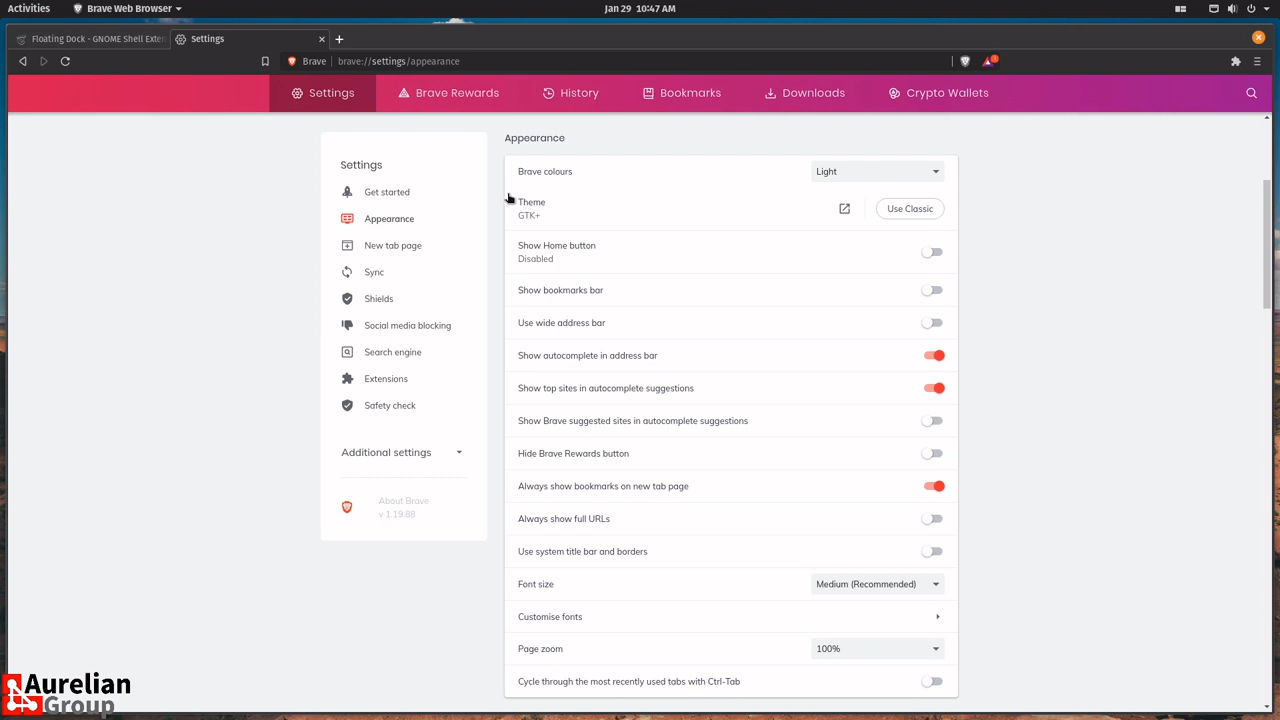 Activities
Brave Web Browser
Jan 29 10:47 AM
Floating Dock - GNOME Shell Exte
Settings
Brave
brave://settings/appearance
Settings
Brave Rewards
History
Bookmarks
Downloads
Crypto Wallets
Settings
Get started
Appearance
New tab page
Sync
Shields
Social media blocking
Search engine
Extensions
Safety check
Additional settings
About Brave
v 1.19.88
Appearance
Brave colours
Light
Theme
GTK+
Use Classic
Show Home button
Disabled
Show bookmarks bar
Use wide address bar
Show autocomplete in address bar
Show top sites in autocomplete suggestions
Show Brave suggested sites in autocomplete suggestions
Hide Brave Rewards button
Always show bookmarks on new tab page
Always show full URLs
Use system title bar and borders
Font size
Medium (Recommended)
Customise fonts
Page zoom
100%
Cycle through the most recently used tabs with Ctrl-Tab
Aurelian
Group